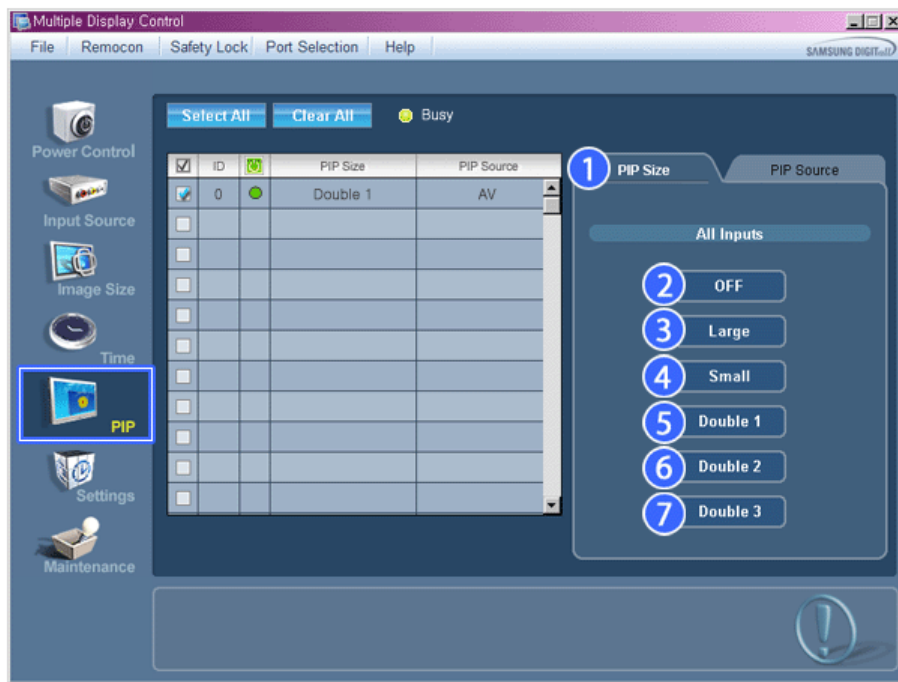 Multiple Display Control
File Remocon Safety Lock Port Selection Help
SAMSUNG DIGITall
Select All Clear All Busy
Power Control
Input Source
Image Size
Time
PIP
Settings
Maintenance
ID PIP Size PIP Source
0 Double 1 AV
1 PIP Size PIP Source
All Inputs
2 OFF
3 Large
4 Small
5 Double 1
6 Double 2
7 Double 3